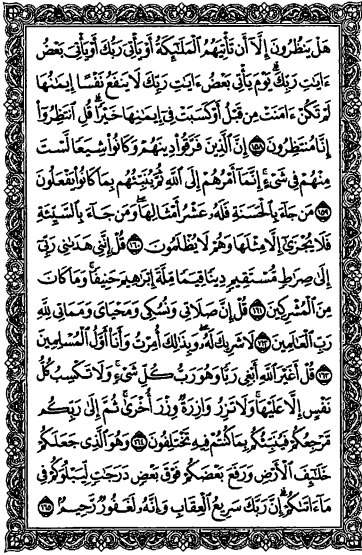 هَلْ يَنظُرُونَ إِلَّآ أَن تَأْتِيَهُمُ ٱلْمَلَٰٓئِكَةُ أَوْ يَأْتِىَ رَبُّكَ أَوْ يَأْتِىَ بَعْضُ
ءَايَٰتِ رَبِّكَ ۗ يَوْمَ يَأْتِى بَعْضُ ءَايَٰتِ رَبِّكَ لَا يَنفَعُ نَفْسًا إِيمَٰنُهَا
لَمْ تَكُنْ ءَامَنَتْ مِن قَبْلُ أَوْ كَسَبَتْ فِىٓ إِيمَٰنِهَا خَيْرًا ۗ قُلِ ٱنتَظِرُوٓا۟
إِنَّا مُنتَظِرُونَ ١٥٨ إِنَّ ٱلَّذِينَ فَرَّقُوا۟ دِينَهُمْ وَكَانُوا۟ شِيَعًا لَّسْتَ
مِنْهُمْ فِى شَىْءٍ ۚ إِنَّمَآ أَمْرُهُمْ إِلَى ٱللَّهِ ثُمَّ يُنَبِّئُهُم بِمَا كَانُوا۟ يَفْعَلُونَ
١٥٩ مَن جَآءَ بِٱلْحَسَنَةِ فَلَهُۥ عَشْرُ أَمْثَالِهَا ۖ وَمَن جَآءَ بِٱلسَّيِّئَةِ
فَلَا يُجْزَىٰٓ إِلَّا مِثْلَهَا وَهُمْ لَا يُظْلَمُونَ ١٦٠ قُلْ إِنَّنِى هَدَىٰنِى رَبِّىٓ
إِلَىٰ صِرَٰطٍ مُّسْتَقِيمٍ دِينًا قِيَمًا مِّلَّةَ إِبْرَٰهِيمَ حَنِيفًا ۚ وَمَا كَانَ
مِنَ ٱلْمُشْرِكِينَ ١٦١ قُلْ إِنَّ صَلَاتِى وَنُسُكِى وَمَحْيَاىَ وَمَمَاتِى لِلَّهِ
رَبِّ ٱلْعَٰلَمِينَ ١٦٢ لَا شَرِيكَ لَهُۥ ۖ وَبِذَٰلِكَ أُمِرْتُ وَأَنَا۠ أَوَّلُ ٱلْمُسْلِمِينَ
١٦٣ قُلْ أَغَيْرَ ٱللَّهِ أَبْغِى رَبًّا وَهُوَ رَبُّ كُلِّ شَىْءٍ ۚ وَلَا تَكْسِبُ كُلُّ
نَفْسٍ إِلَّا عَلَيْهَا ۚ وَلَا تَزِرُ وَازِرَةٌ وِزْرَ أُخْرَىٰ ۚ ثُمَّ إِلَىٰ رَبِّكُم
مَّرْجِعُكُمْ فَيُنَبِّئُكُم بِمَا كُنتُمْ فِيهِ تَخْتَلِفُونَ ١٦٤ وَهُوَ ٱلَّذِى جَعَلَكُمْ
خَلَٰٓئِفَ ٱلْأَرْضِ وَرَفَعَ بَعْضَكُمْ فَوْقَ بَعْضٍ دَرَجَٰتٍ لِّيَبْلُوَكُمْ فِى
مَآ ءَاتَىٰكُمْ ۗ إِنَّ رَبَّكَ سَرِيعُ ٱلْعِقَابِ وَإِنَّهُۥ لَغَفُورٌ رَّحِيمٌۢ ١٦٥